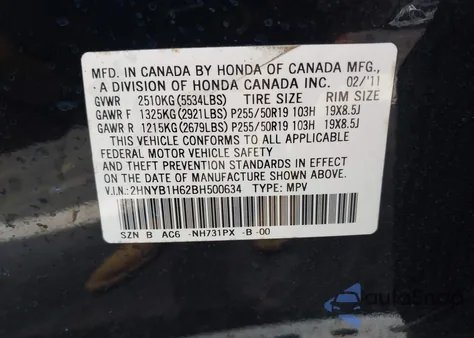 MFD. IN CANADA BY HONDA OF CANADA MFG.,
A DIVISION OF HONDA CANADA INC. 02/'11
GVWR 2510KG (5534LBS) TIRE SIZE RIM SIZE
GAWR F 1325KG (2921LBS) P255/50R19 103H 19X8.5J
GAWR R 1215KG (2679LBS) P255/50R19 103H 19X8.5J
THIS VEHICLE CONFORMS TO ALL APPLICABLE
FEDERAL MOTOR VEHICLE SAFETY
AND THEFT PREVENTION STANDARDS IN EFFECT ON THE
DATE OF MANUFACTURE SHOWN ABOVE.
V.I.N.: 2HNYB1H62BH500634 TYPE: MPV
SZN B AC6 -NH731PX -B -00
autoSnap